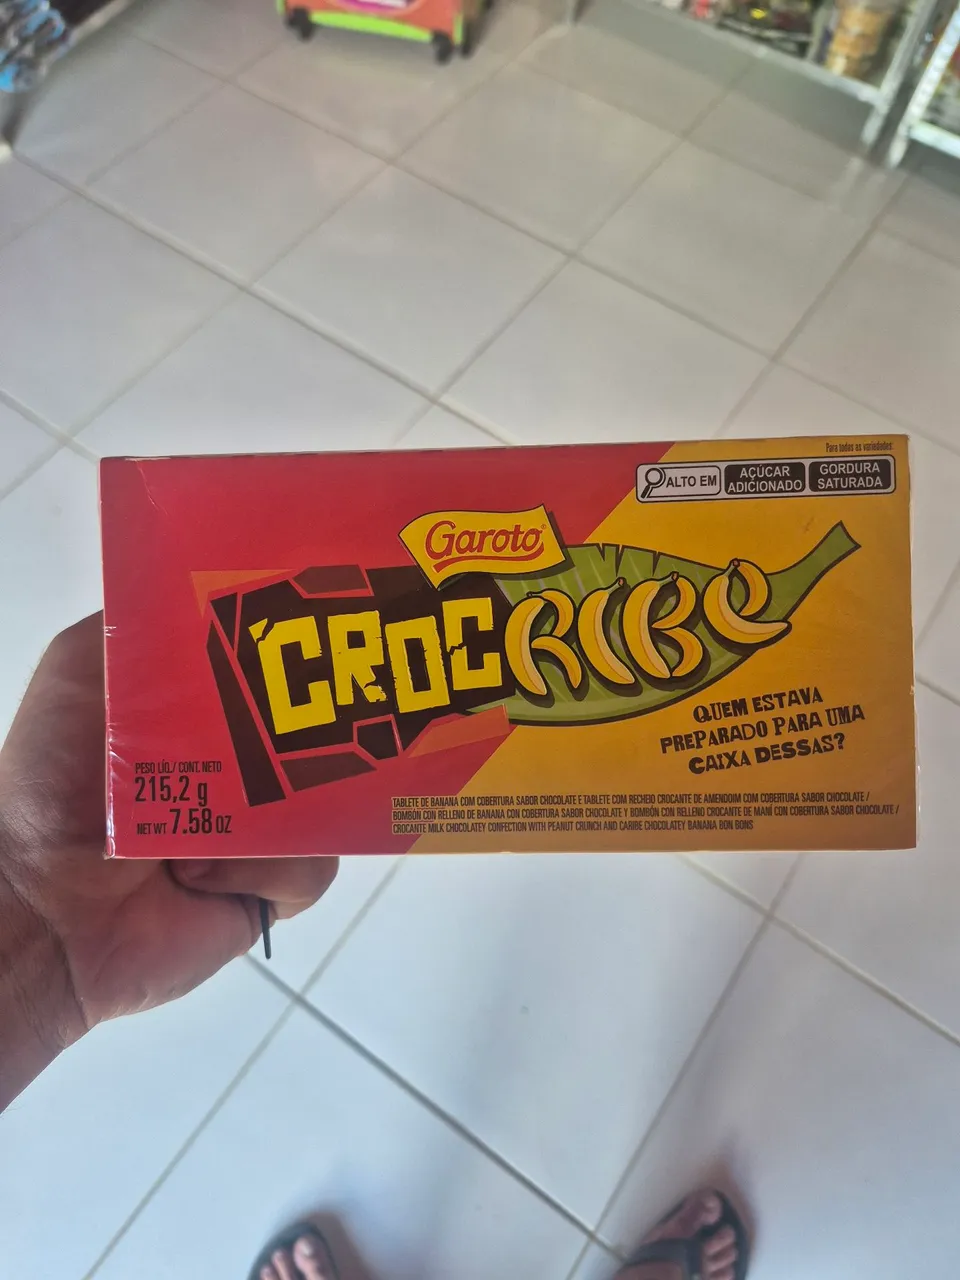 Para todas as variedades:
ALTO EM
AÇÚCAR
ADICIONADO
GORDURA
SATURADA
Garoto
CROCRIBE
QUEM ESTAVA
PREPARADO PARA UMA
CAIXA DESSAS?
PESO LÍQ./ CONT. NETO
215,2 g
NET WT 7.58 OZ
TABLETE DE BANANA COM COBERTURA SABOR CHOCOLATE E TABLETE COM RECHEIO CROCANTE DE AMENDOIM COM COBERTURA SABOR CHOCOLATE /
BOMBÓN CON RELLENO DE BANANA CON COBERTURA SABOR CHOCOLATE Y BOMBÓN CON RELLENO CROCANTE DE MANÍ CON COBERTURA SABOR CHOCOLATE /
CROCANTE MILK CHOCOLATEY CONFECTION WITH PEANUT CRUNCH AND CARIBE CHOCOLATEY BANANA BON BONS